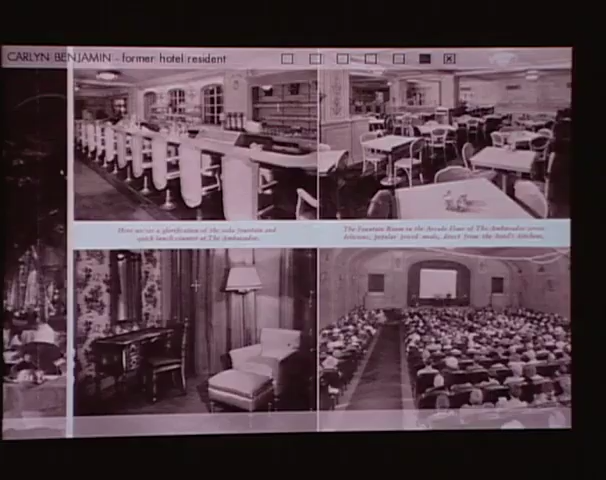 CARLYN BENJAMIN - former hotel resident
Here we see a glorification of the soda fountain and
quick lunch counter at The Ambassador.
The Fountain Room on the Arcade Floor of The Ambassador serves
delicious, popular priced meals, direct from the hotel's kitchens.